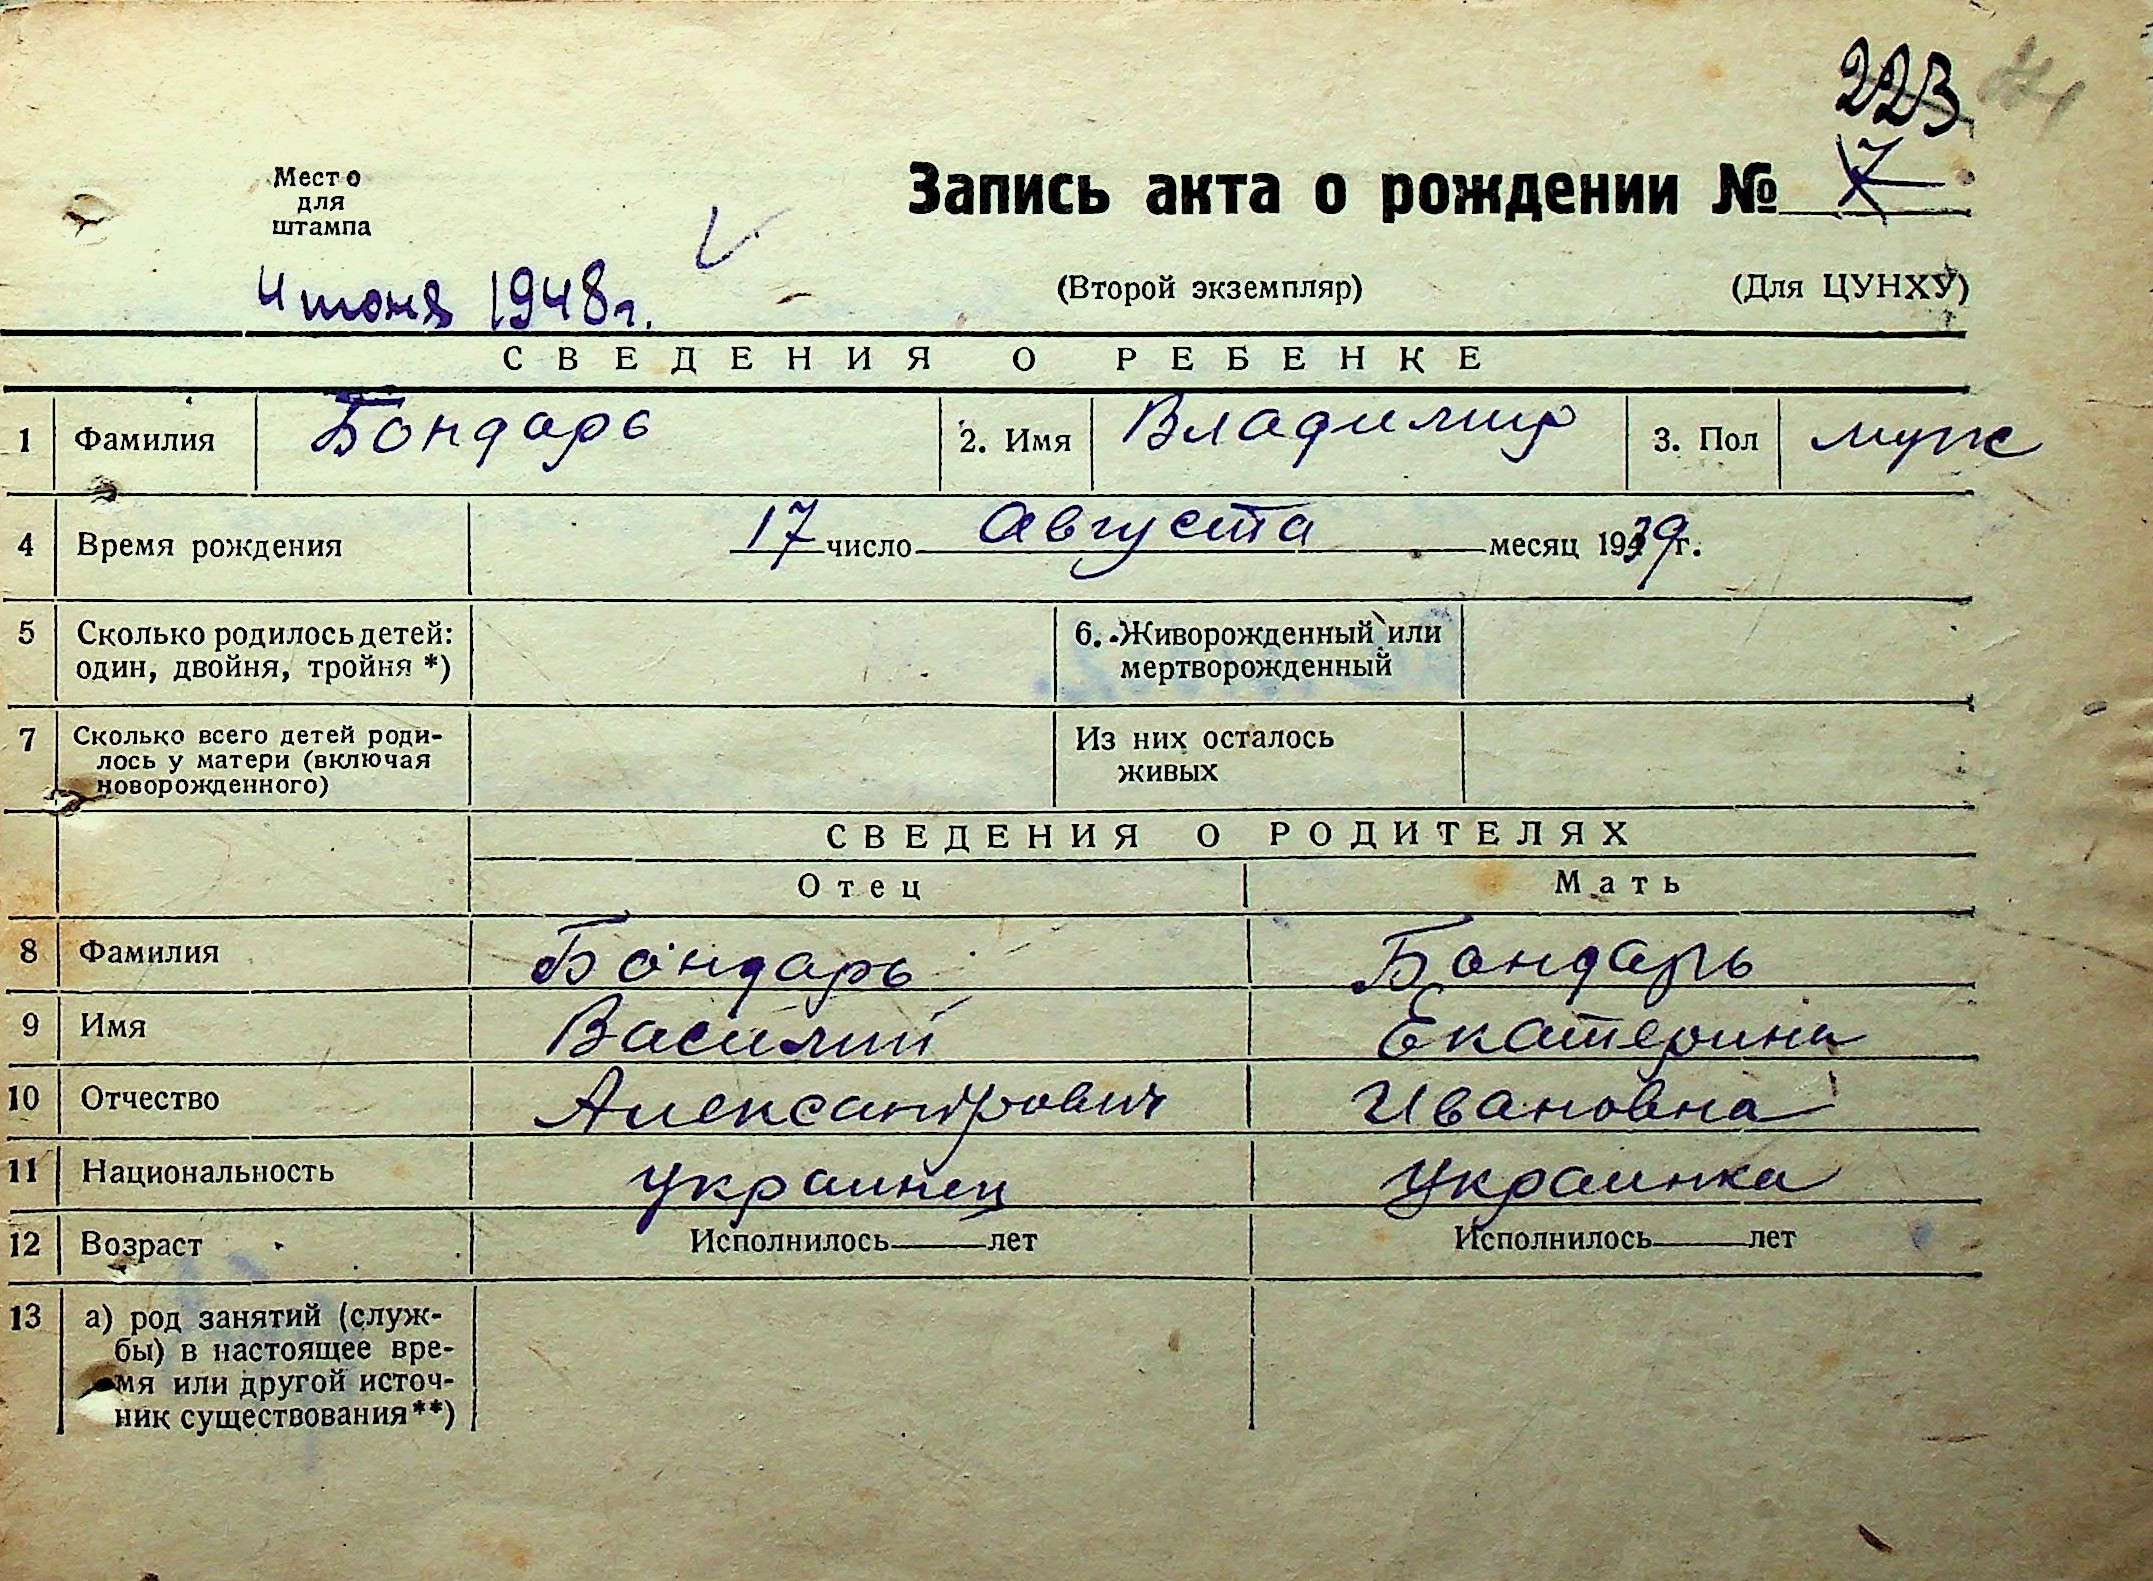 223
Место
для
штампа
Запись акта о рождении № 7
4 июня 1948 г.
(Второй экземпляр) (Для ЦУНХУ)
СВЕДЕНИЯ О РЕБЕНКЕ
1 Фамилия Бондарь 2. Имя Владимир 3. Пол муж
4 Время рождения 17 число августа месяц 1939 г.
5 Сколько родилось детей: 6. Живорожденный или
один, двойня, тройня *) мертворожденный
7 Сколько всего детей роди- Из них осталось
лось у матери (включая живых
новорожденного)
СВЕДЕНИЯ О РОДИТЕЛЯХ
Отец Мать
8 Фамилия Бондарь Бондарь
9 Имя Василий Екатерина
10 Отчество Александрович Ивановна
11 Национальность украинец украинка
12 Возраст Исполнилось лет Исполнилось лет
13 а) род занятий (служ-
бы) в настоящее вре-
мя или другой источ-
ник существования**)